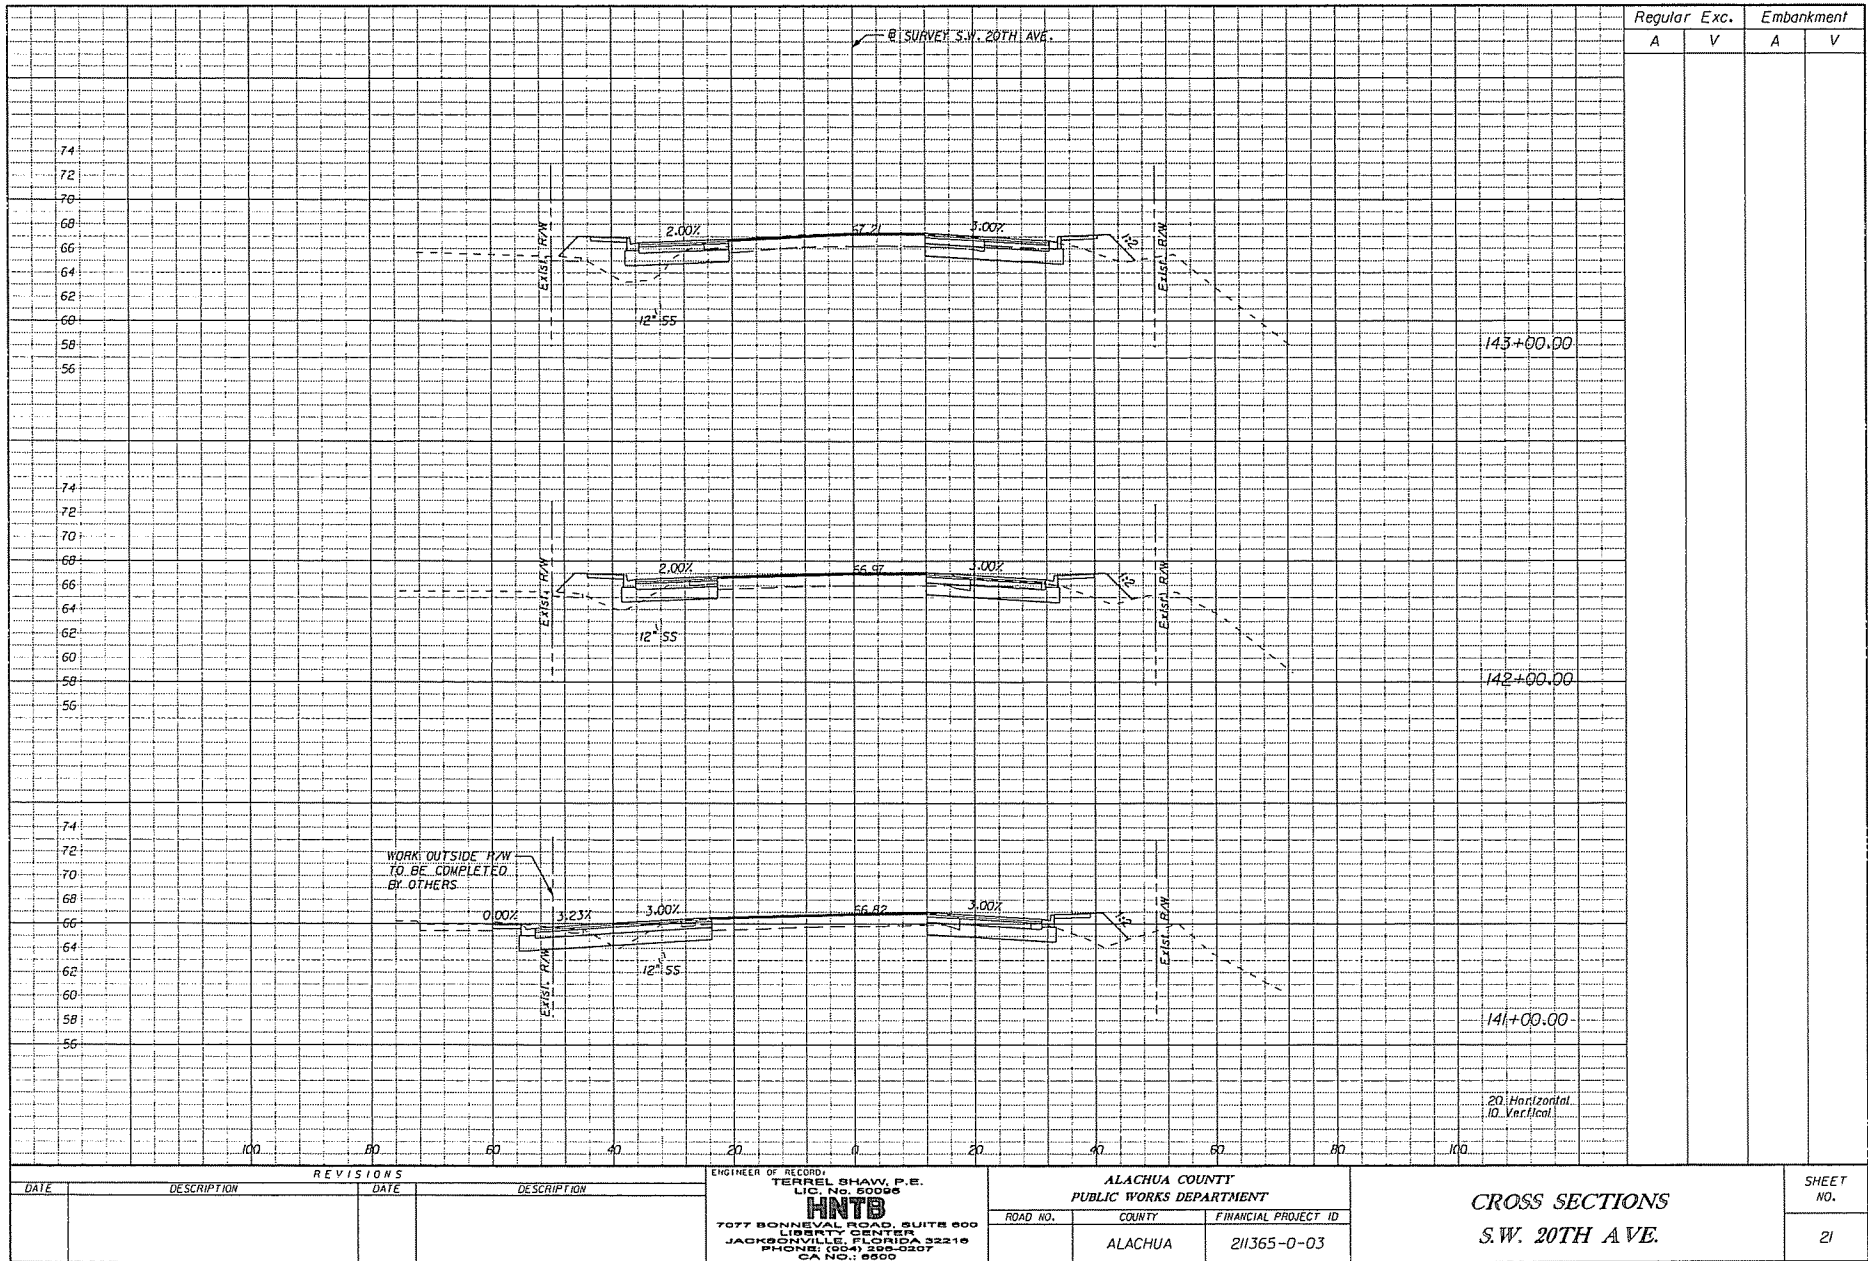 Regular Exc. Embankment
A V A V
@ SURVEY S.W. 20TH AVE.
74
72
70
68
66
64
62
60
58
56
Exist. R/W
2.00%
67.21
3.00%
1:2
Exist. R/W
12" SS
143+00.00
74
72
70
68
66
64
62
60
58
56
Exist. R/W
2.00%
66.97
3.00%
1:2
Exist. R/W
12" SS
142+00.00
74
72
70
68
66
64
62
60
58
56
WORK OUTSIDE R/W
TO BE COMPLETED
BY OTHERS
0.00%
3.23%
3.00%
66.82
3.00%
1:2
Exist. R/W
Exist. R/W
12" SS
141+00.00
20 Horizontal
10 Vertical
100 80 60 40 20 0 20 40 60 80 100
REVISIONS
DATE DESCRIPTION DATE DESCRIPTION
ENGINEER OF RECORD:
TERREL SHAW, P.E.
LIC. No. 50096
HNTB
7077 BONNEVAL ROAD, SUITE 600
LIBERTY CENTER
JACKSONVILLE, FLORIDA 32216
PHONE: (904) 296-0207
CA NO.: 6500
ALACHUA COUNTY
PUBLIC WORKS DEPARTMENT
ROAD NO. COUNTY FINANCIAL PROJECT ID
ALACHUA 211365-0-03
CROSS SECTIONS
S.W. 20TH AVE.
SHEET
NO.
21